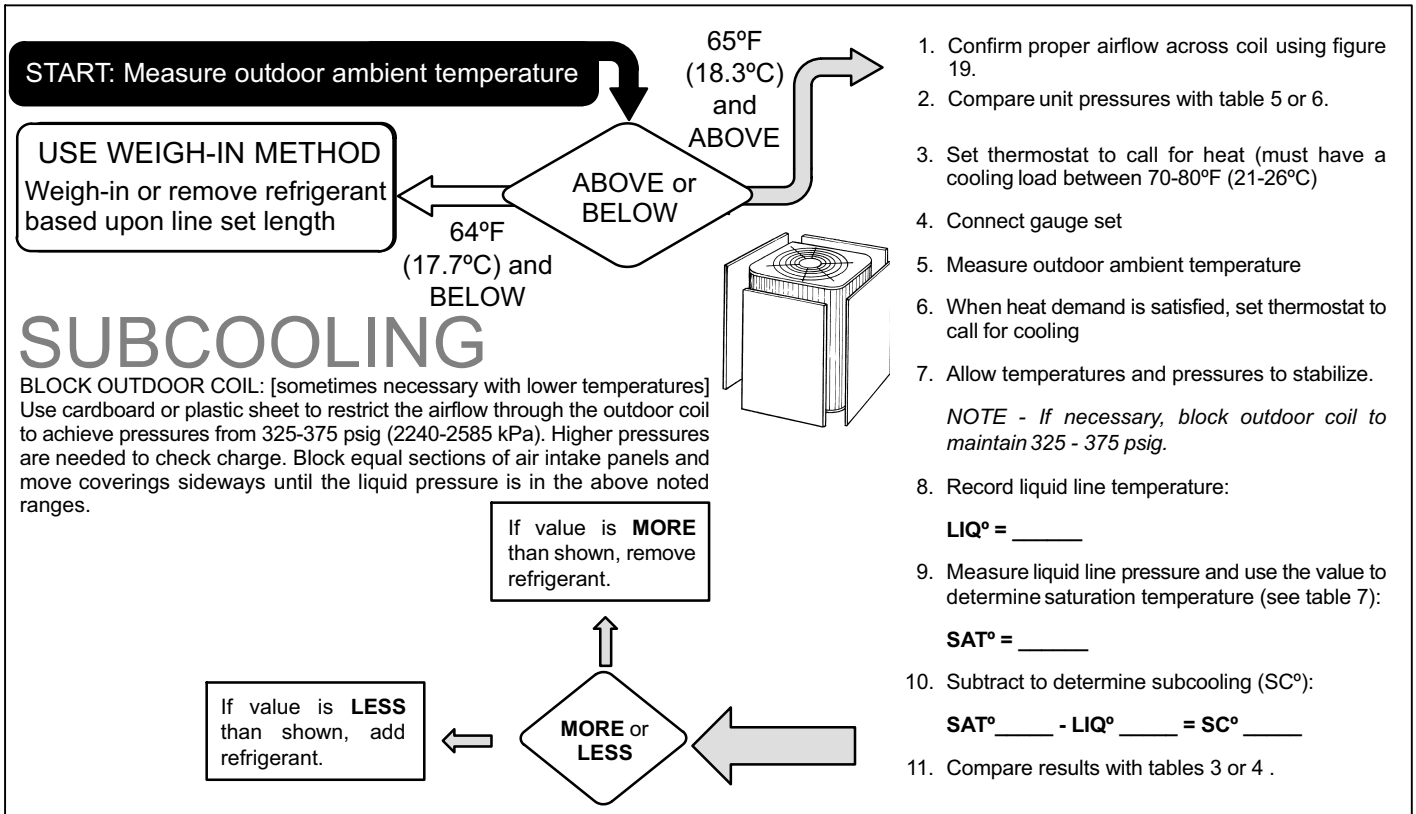 START: Measure outdoor ambient temperature
65ºF
(18.3ºC)
and
ABOVE
USE WEIGH-IN METHOD
Weigh-in or remove refrigerant
based upon line set length
ABOVE or
BELOW
64ºF
(17.7ºC) and
BELOW
SUBCOOLING
BLOCK OUTDOOR COIL: [sometimes necessary with lower temperatures]
Use cardboard or plastic sheet to restrict the airflow through the outdoor coil
to achieve pressures from 325-375 psig (2240-2585 kPa). Higher pressures
are needed to check charge. Block equal sections of air intake panels and
move coverings sideways until the liquid pressure is in the above noted
ranges.
If value is MORE
than shown, remove
refrigerant.
If value is LESS
than shown, add
refrigerant.
MORE or
LESS
1. Confirm proper airflow across coil using figure
19.
2. Compare unit pressures with table 5 or 6.
3. Set thermostat to call for heat (must have a
cooling load between 70-80ºF (21-26ºC)
4. Connect gauge set
5. Measure outdoor ambient temperature
6. When heat demand is satisfied, set thermostat to
call for cooling
7. Allow temperatures and pressures to stabilize.
NOTE - If necessary, block outdoor coil to
maintain 325 - 375 psig.
8. Record liquid line temperature:
LIQº = ______
9. Measure liquid line pressure and use the value to
determine saturation temperature (see table 7):
SATº = ______
10. Subtract to determine subcooling (SCº):
SATº_____ - LIQº _____ = SCº _____
11. Compare results with tables 3 or 4 .